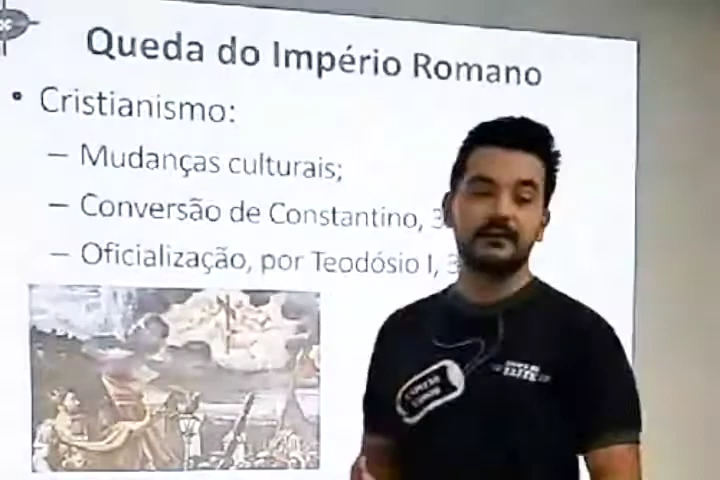 Queda do Império Romano
• Cristianismo:
– Mudanças culturais;
– Conversão de Constantino, 3
– Oficialização, por Teodósio I, 3